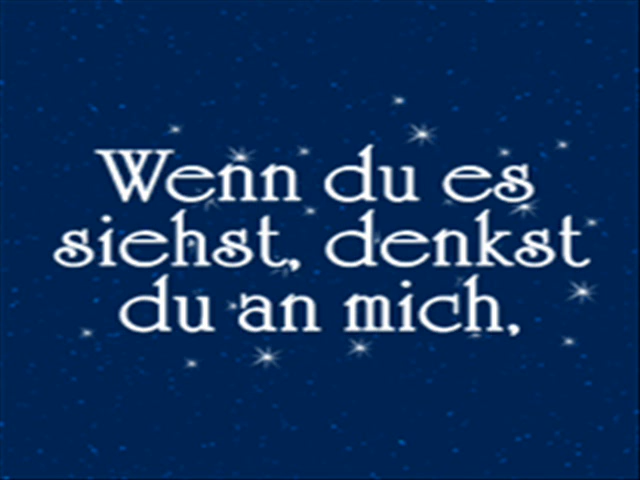 Wenn du es
siehst, denkst
du an mich,